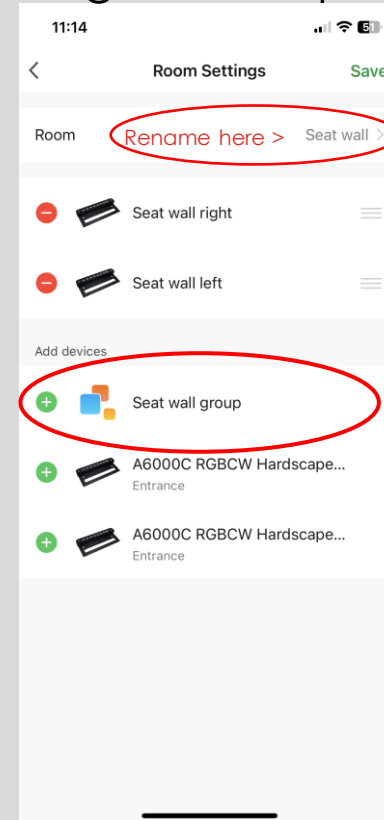 11:14
51
Room Settings
Save
Room
Rename here >
Seat wall >
Seat wall right
Seat wall left
Add devices
Seat wall group
A6000C RGBCW Hardscape...
Entrance
A6000C RGBCW Hardscape...
Entrance